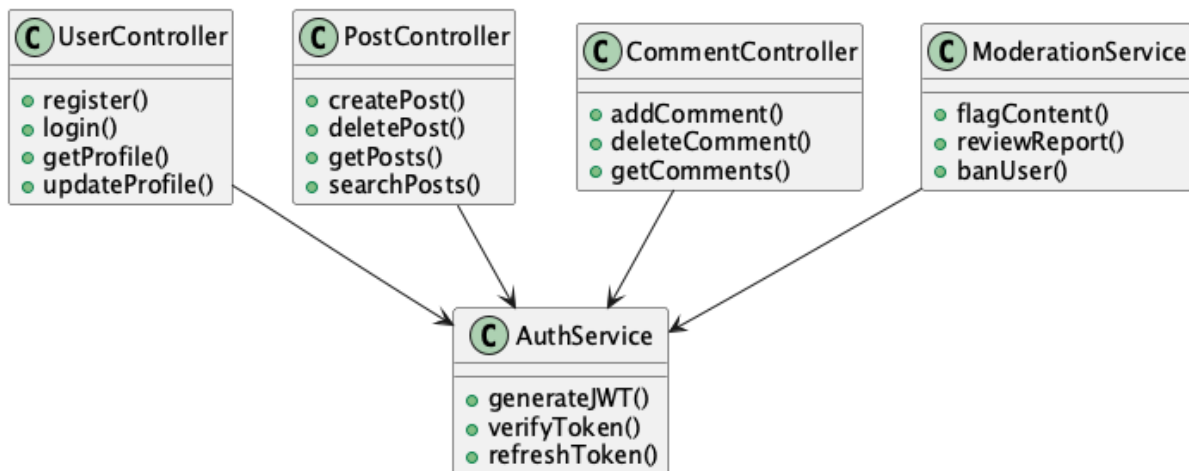 C UserController
register()
login()
getProfile()
updateProfile()
C PostController
createPost()
deletePost()
getPosts()
searchPosts()
C CommentController
addComment()
deleteComment()
getComments()
C ModerationService
flagContent()
reviewReport()
banUser()
C AuthService
generateJWT()
verifyToken()
refreshToken()